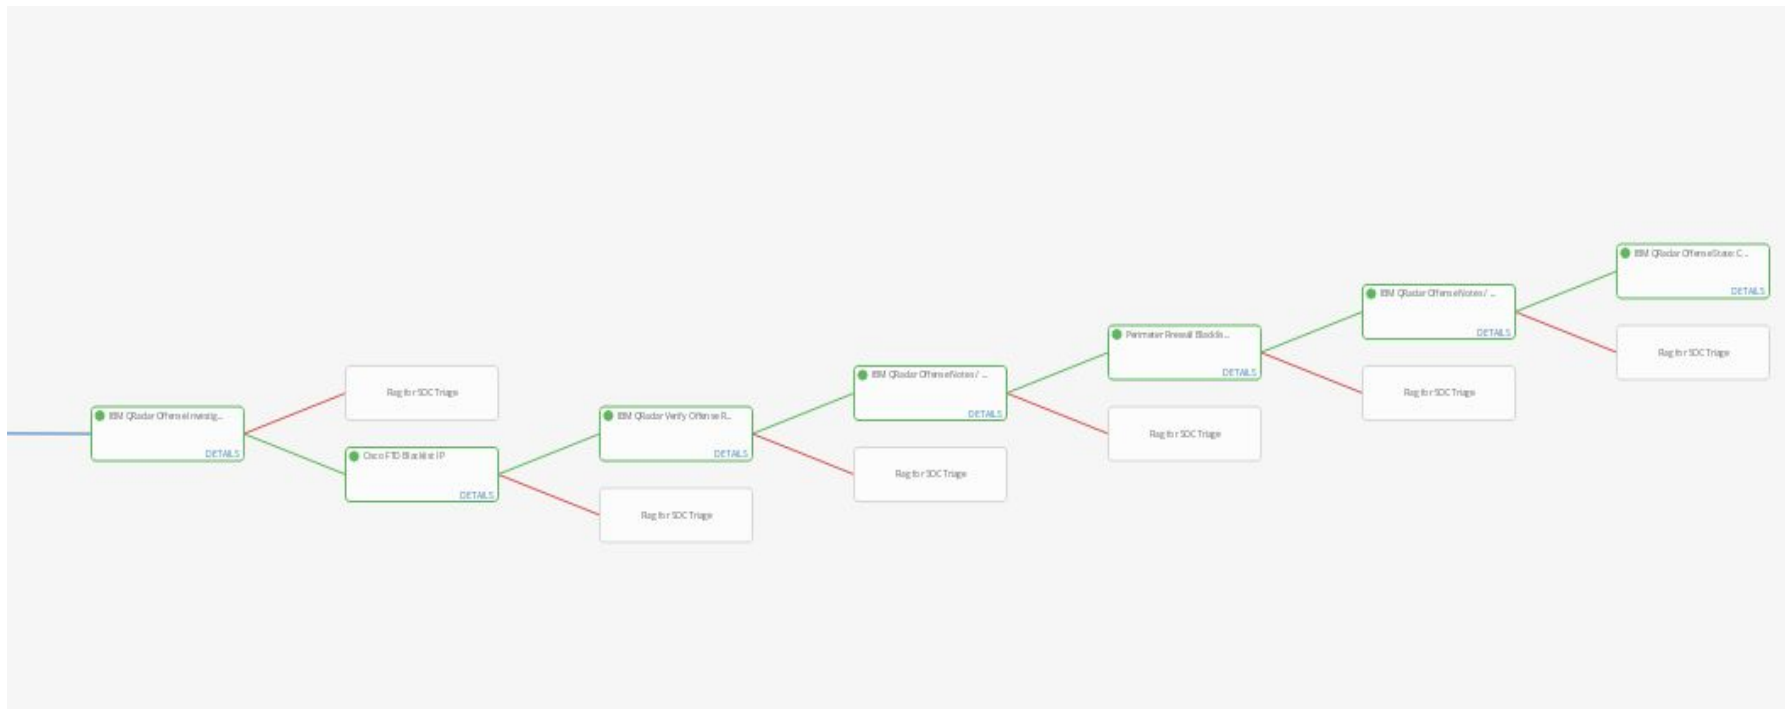 IBM QRadar Offense Investig...
DETAILS
Flag for SOC Triage
Cisco FTD Blacklist IP
DETAILS
IBM QRadar Verify Offense R...
DETAILS
Flag for SOC Triage
IBM QRadar Offense Notes / ...
DETAILS
Flag for SOC Triage
Perimeter Firewall Blacklis...
DETAILS
Flag for SOC Triage
IBM QRadar Offense Notes / ...
DETAILS
Flag for SOC Triage
IBM QRadar Offense State: C...
DETAILS
Flag for SOC Triage